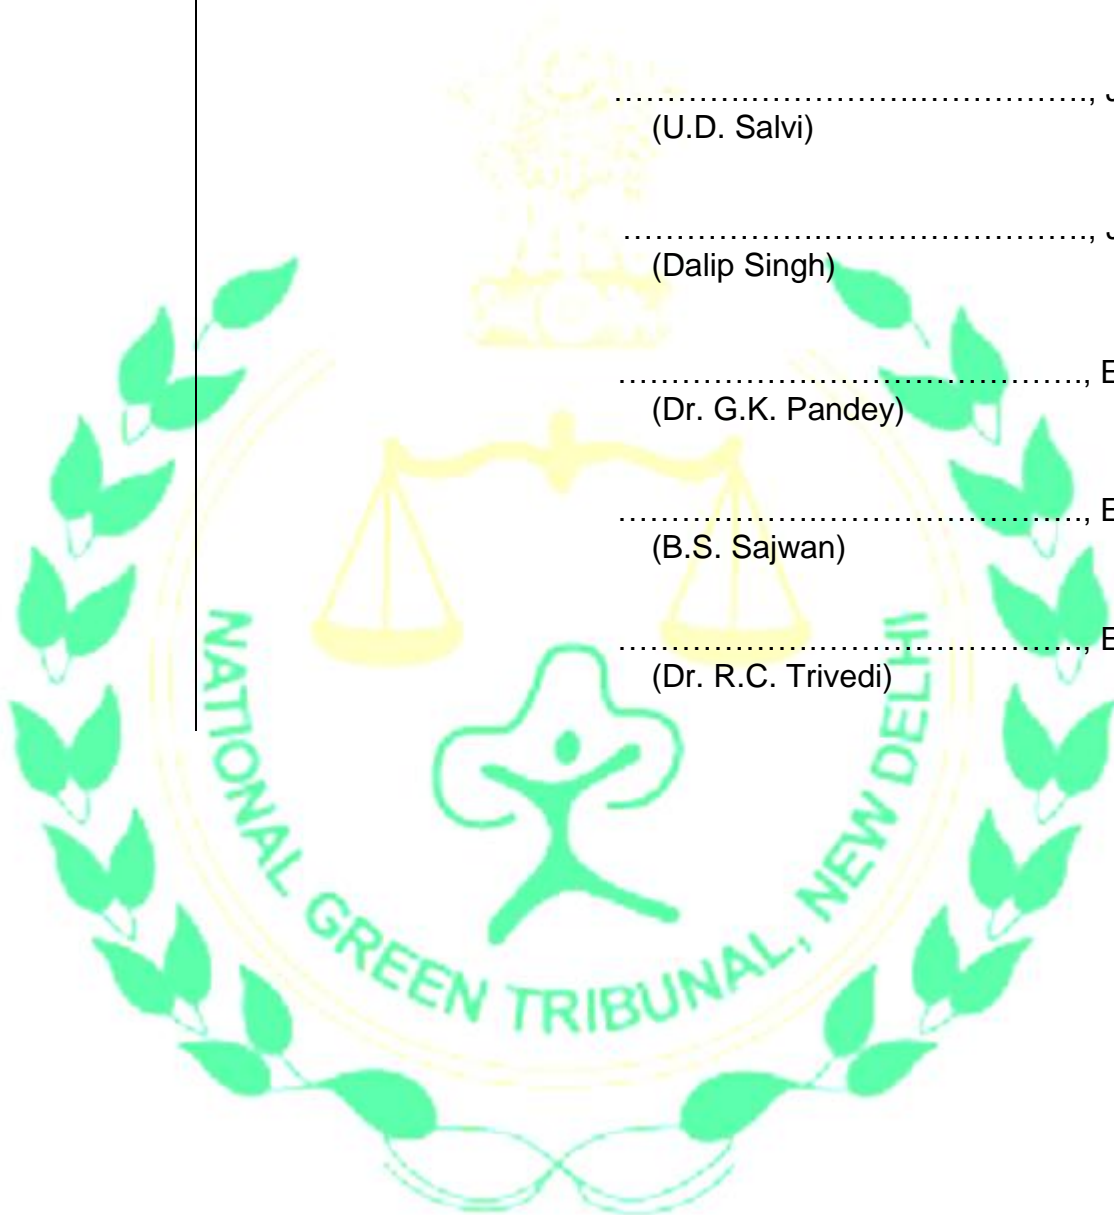 …………………………………………, J
(U.D. Salvi)
…………………………………………, J
(Dalip Singh)
…………………………………………, E
(Dr. G.K. Pandey)
…………………………………………, E
(B.S. Sajwan)
…………………………………………, E
(Dr. R.C. Trivedi)
NATIONAL GREEN TRIBUNAL, NEW DELHI